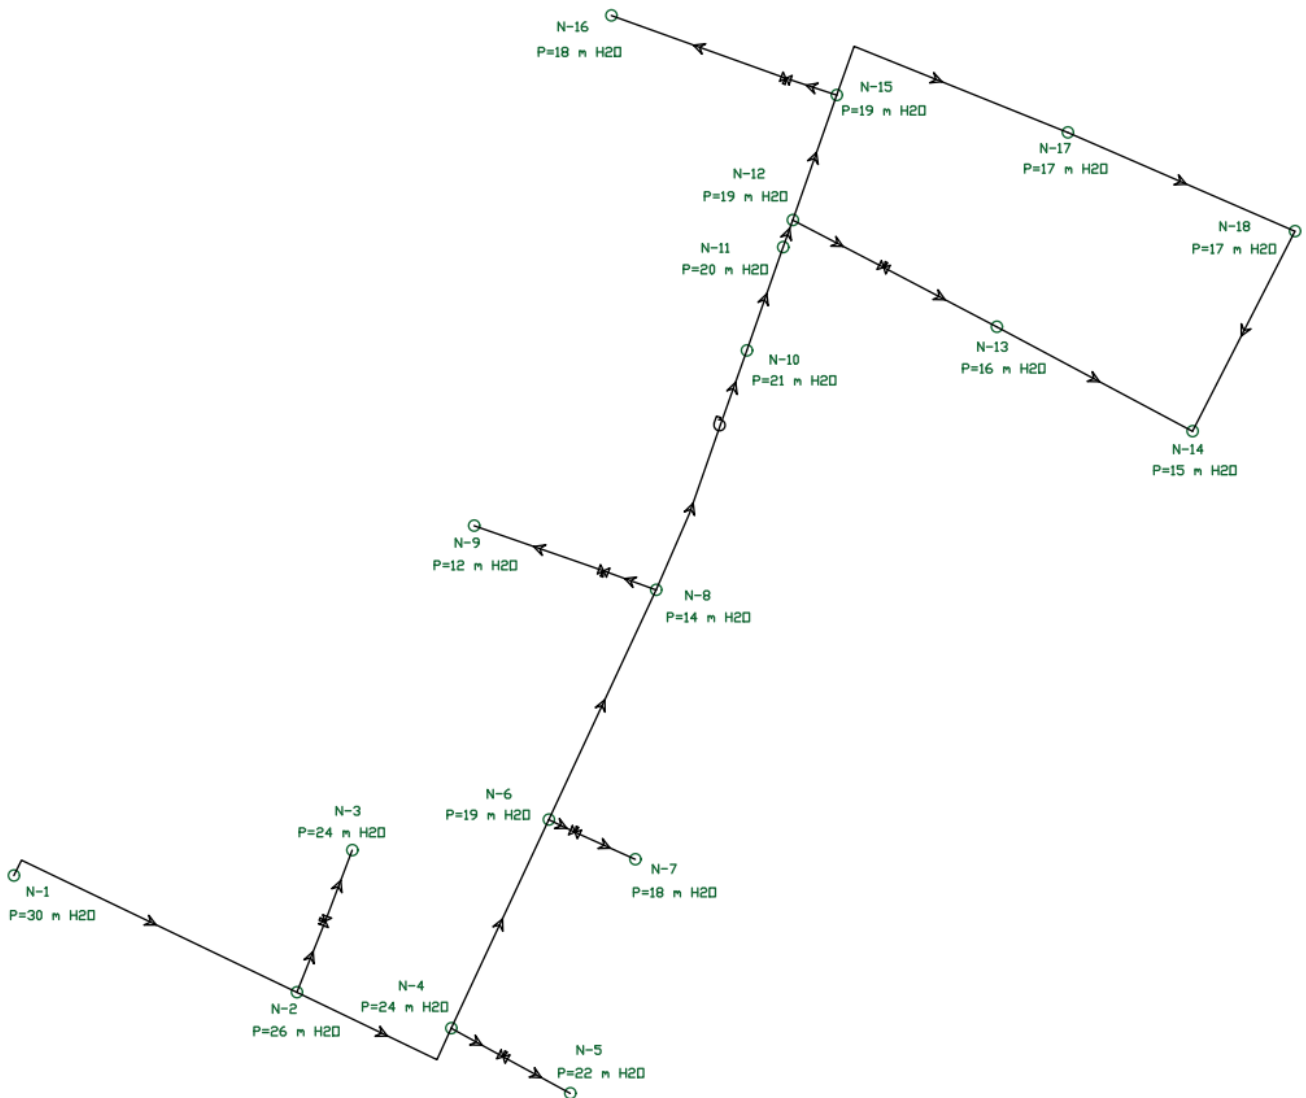 N-16
P=18 m H2O
N-15
P=19 m H2O
N-17
P=17 m H2O
N-12
P=19 m H2O
N-18
P=17 m H2O
N-11
P=20 m H2O
N-13
P=16 m H2O
N-10
P=21 m H2O
N-14
P=15 m H2O
N-9
P=12 m H2O
N-8
P=14 m H2O
N-6
P=19 m H2O
N-3
P=24 m H2O
N-7
P=18 m H2O
N-1
P=30 m H2O
N-4
P=24 m H2O
N-2
P=26 m H2O
N-5
P=22 m H2O